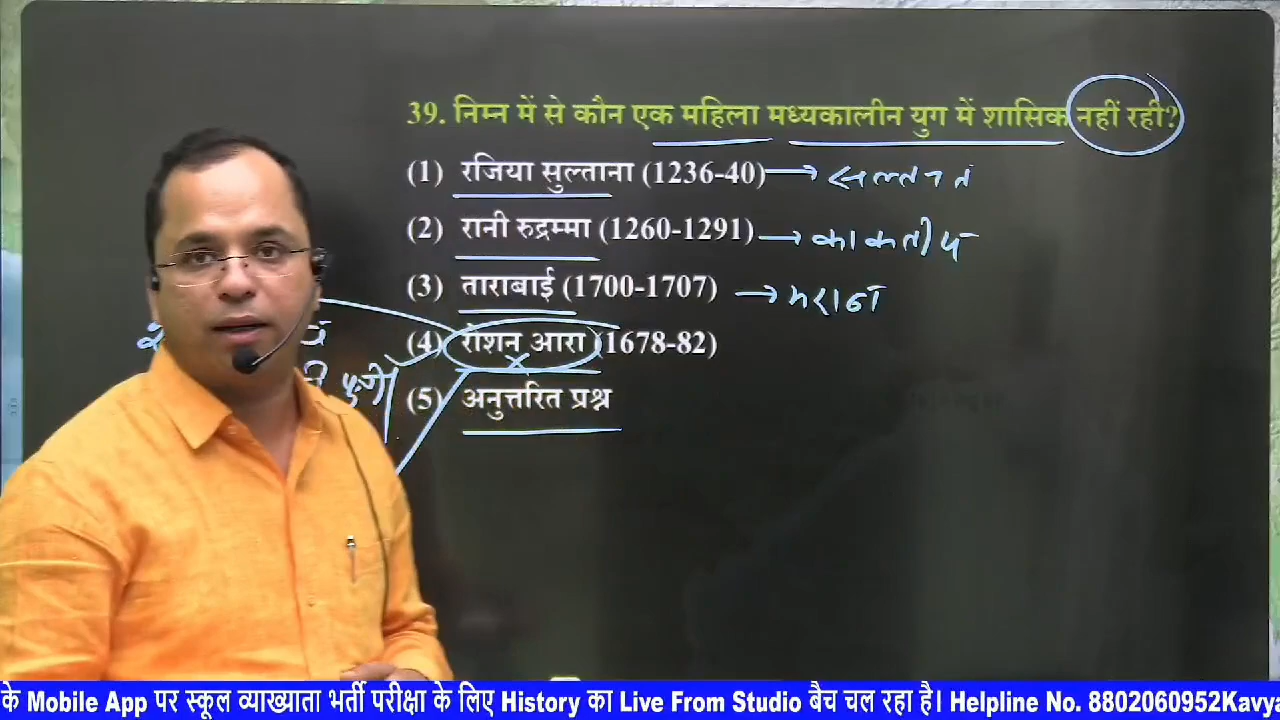 39. निम्न में से कौन एक महिला मध्यकालीन युग में शासिक नहीं रही?
(1) रजिया सुल्ताना (1236-40) → सल्तनत
(2) रानी रुद्रम्मा (1260-1291) → काकतीय
(3) ताराबाई (1700-1707) → मराठा
(4) रोशन आरा (1678-82)
(5) अनुत्तरित प्रश्न
के Mobile App पर स्कूल व्याख्याता भर्ती परीक्षा के लिए History का Live From Studio बैच चल रहा है। Helpline No. 8802060952Kavya